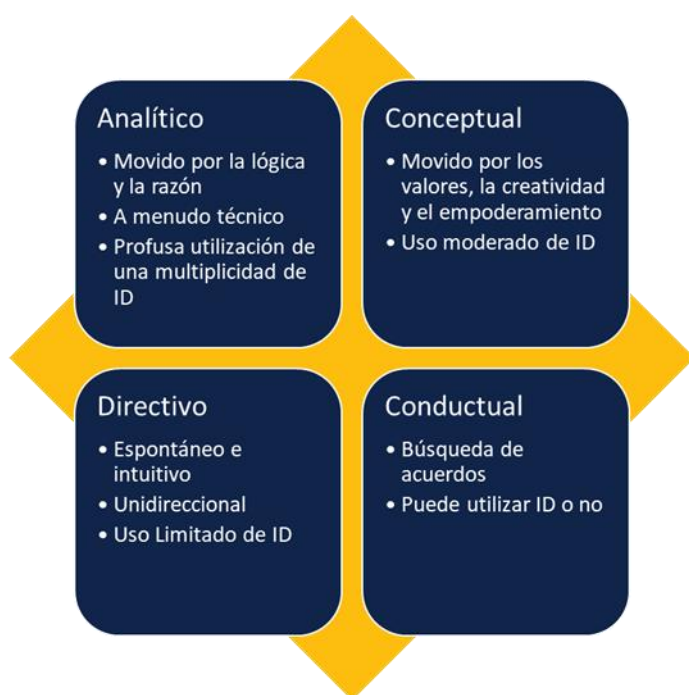 Analítico
• Movido por la lógica
y la razón
• A menudo técnico
• Profusa utilización de
una multiplicidad de
ID
Conceptual
• Movido por los
valores, la creatividad
y el empoderamiento
• Uso moderado de ID
Directivo
• Espontáneo e
intuitivo
• Unidireccional
• Uso Limitado de ID
Conductual
• Búsqueda de
acuerdos
• Puede utilizar ID o no